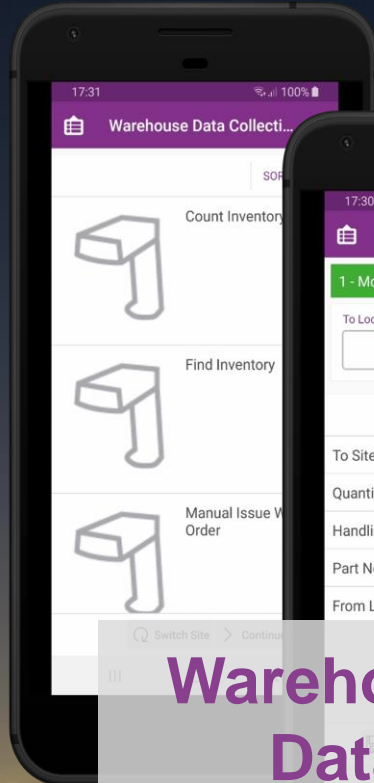 17:31
100%
Warehouse Data Collecti...
Count Inventory
Find Inventory
Manual Issue W
Order
Switch Site > Continu
17:30
1 - Mo
To Loc
To Site
Quanti
Handli
Part N
From L
Wareho
Dat